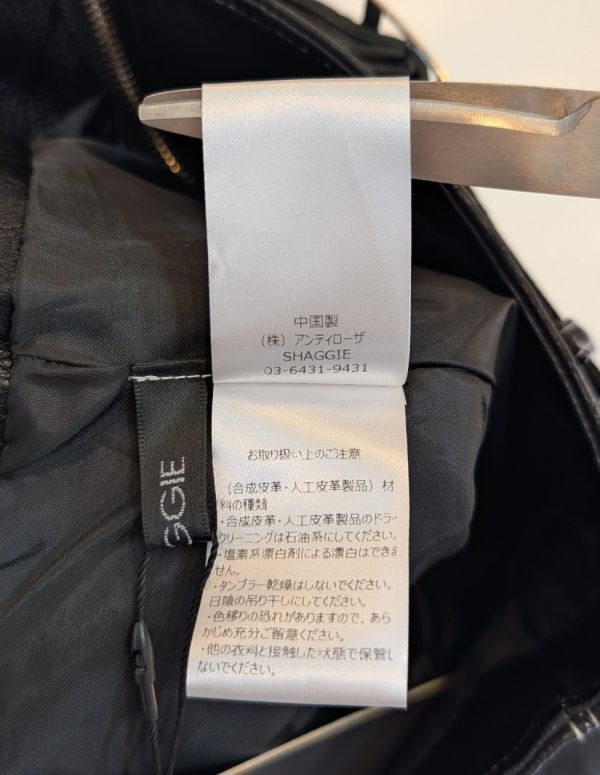 中国製
(株) アンティローザ
SHAGGIE
03-6431-9431
お取り扱い上のご注意
(合成皮革・人工皮革製品) 材
料の種類
・合成皮革・人工皮革製品のドラ
クリーニングは石油系にしてください。
・塩素系漂白剤による漂白はできま
せん。
・タンブラー乾燥はしないでください。
日陰の吊り干しにしてください。
・色移りの恐れがありますので、あら
かじめ充分ご留意ください。
・他の衣料と接触した状態で保管し
ないでください。
GGIE